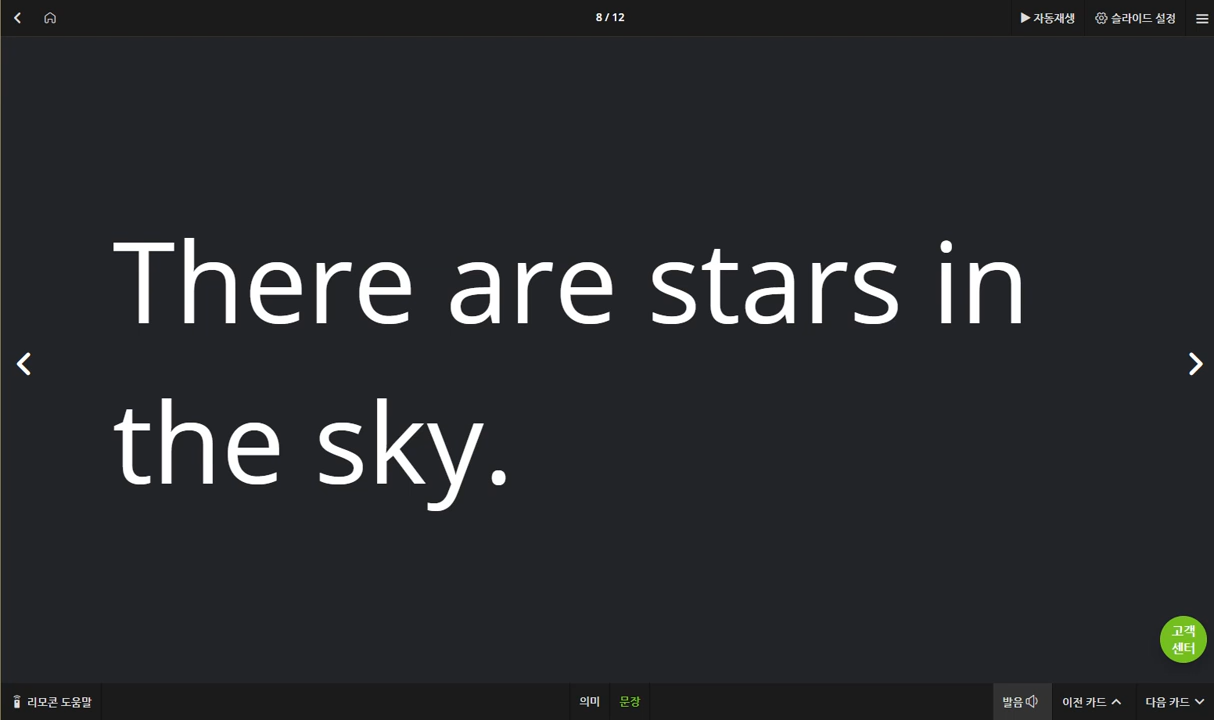 8 / 12
자동재생
슬라이드 설정
There are stars in
the sky.
고객
센터
리모콘 도움말
의미
문장
발음
이전 카드
다음 카드